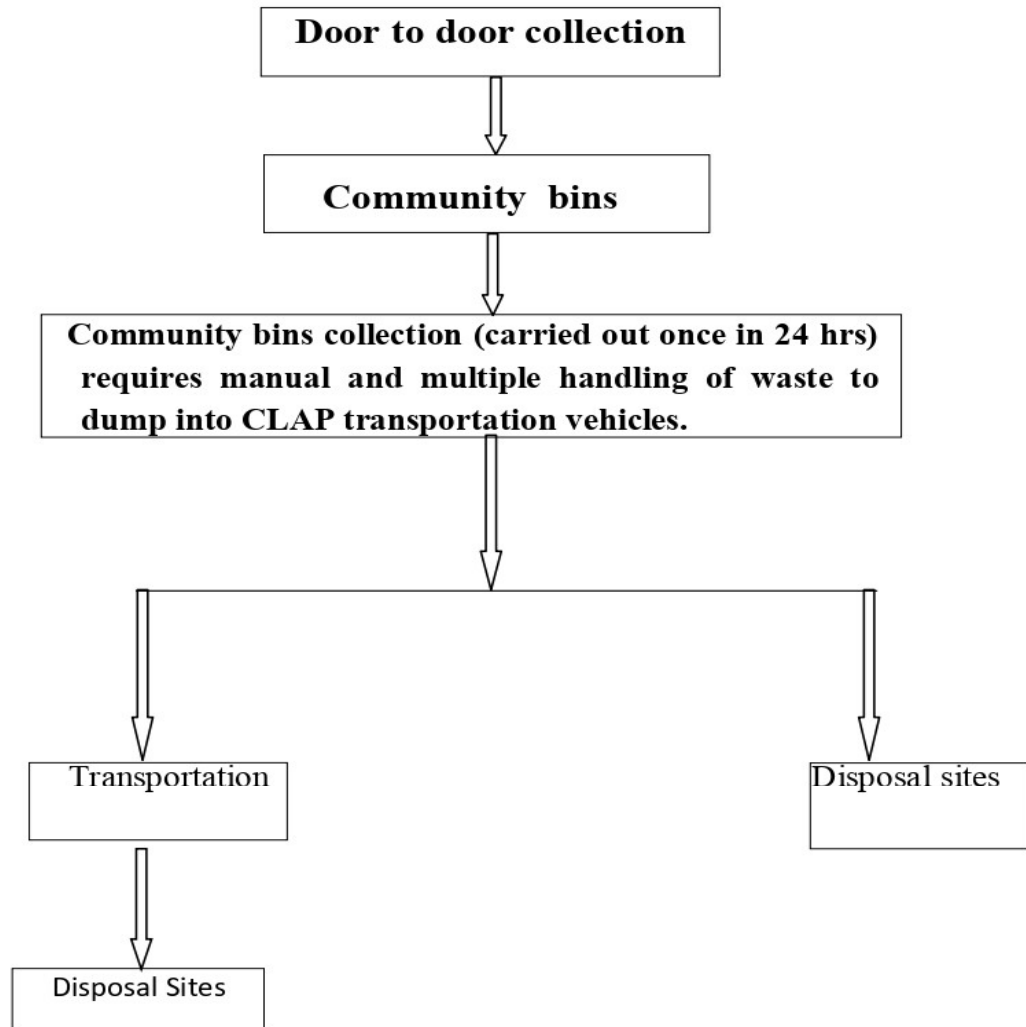 Door to door collection
Community bins
Community bins collection (carried out once in 24 hrs)
requires manual and multiple handling of waste to
dump into CLAP transportation vehicles.
Transportation
Disposal sites
Disposal Sites